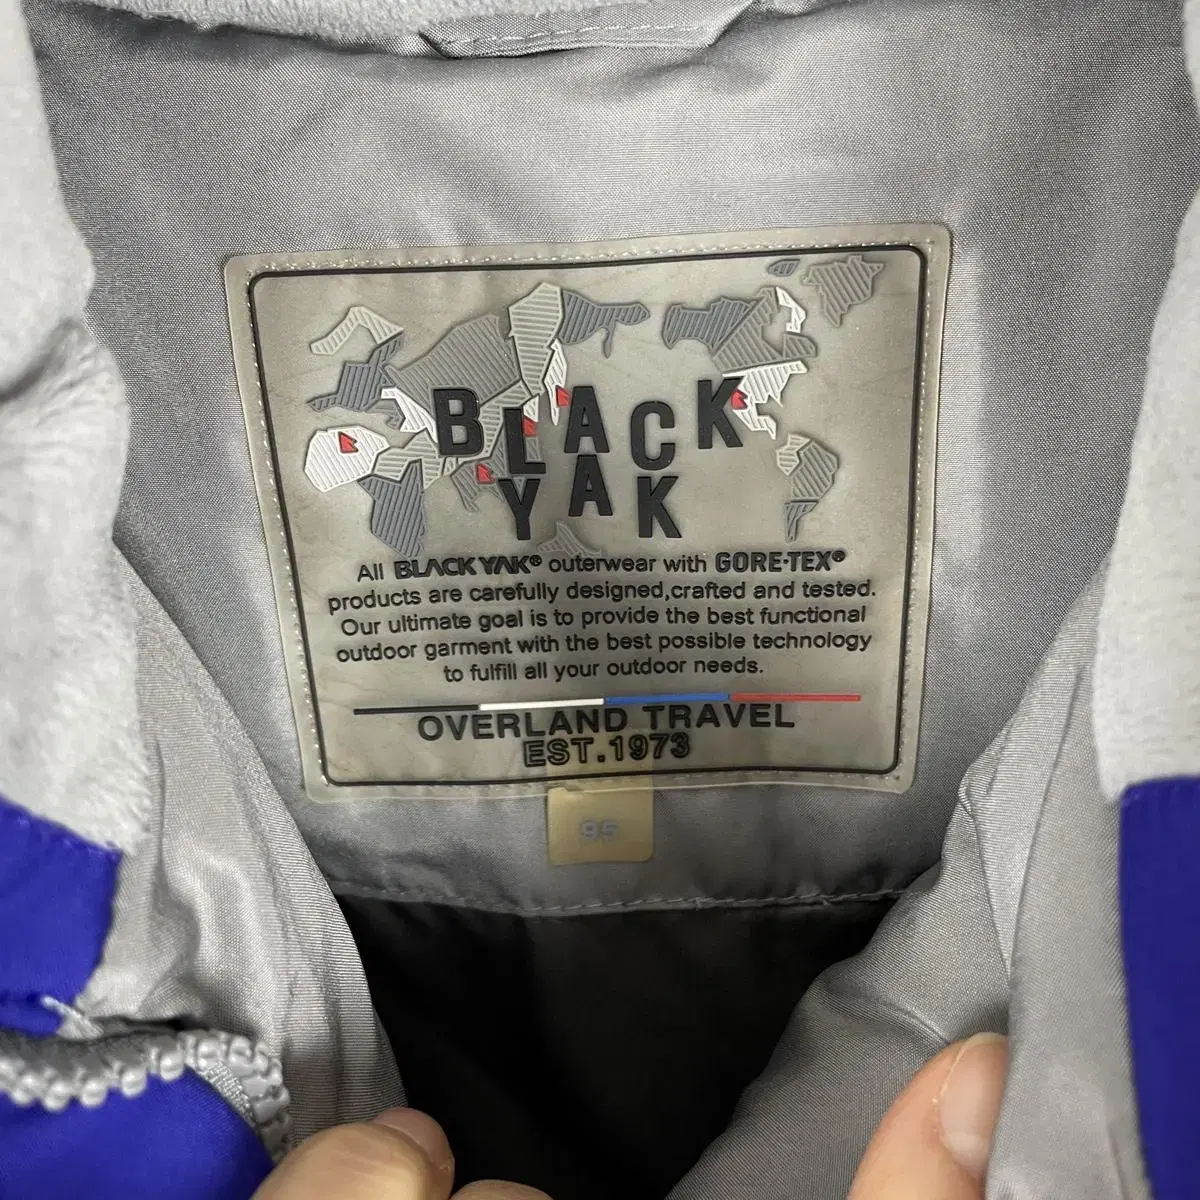 BLACK
YAK
All BLACKYAK® outerwear with GORE-TEX®
products are carefully designed,crafted and tested.
Our ultimate goal is to provide the best functional
outdoor garment with the best possible technology
to fulfill all your outdoor needs.
OVERLAND TRAVEL
EST.1973
95